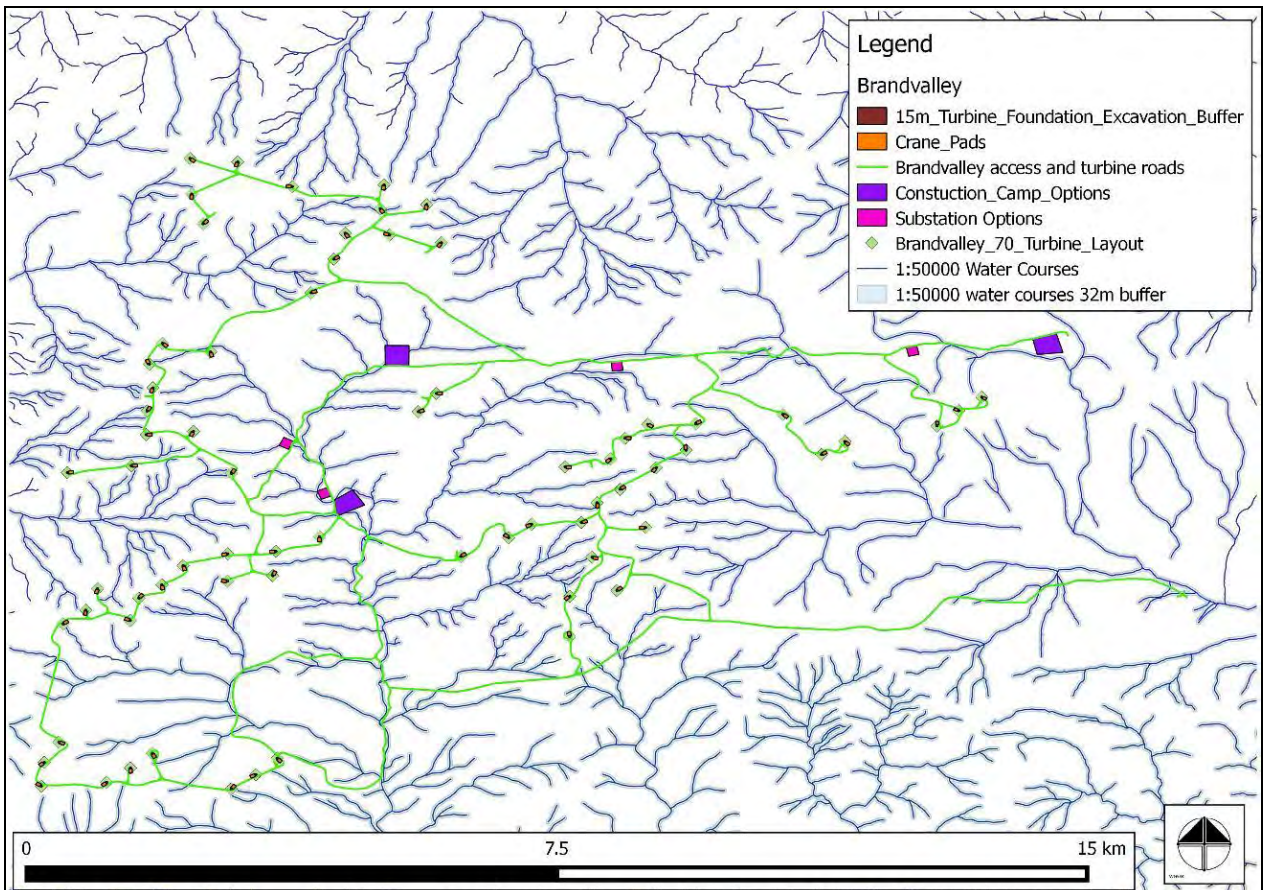 Legend
Brandvalley
15m_Turbine_Foundation_Excavation_Buffer
Crane_Pads
Brandvalley access and turbine roads
Constuction_Camp_Options
Substation Options
Brandvalley_70_Turbine_Layout
1:50000 Water Courses
1:50000 water courses 32m buffer
0 7.5 15 km